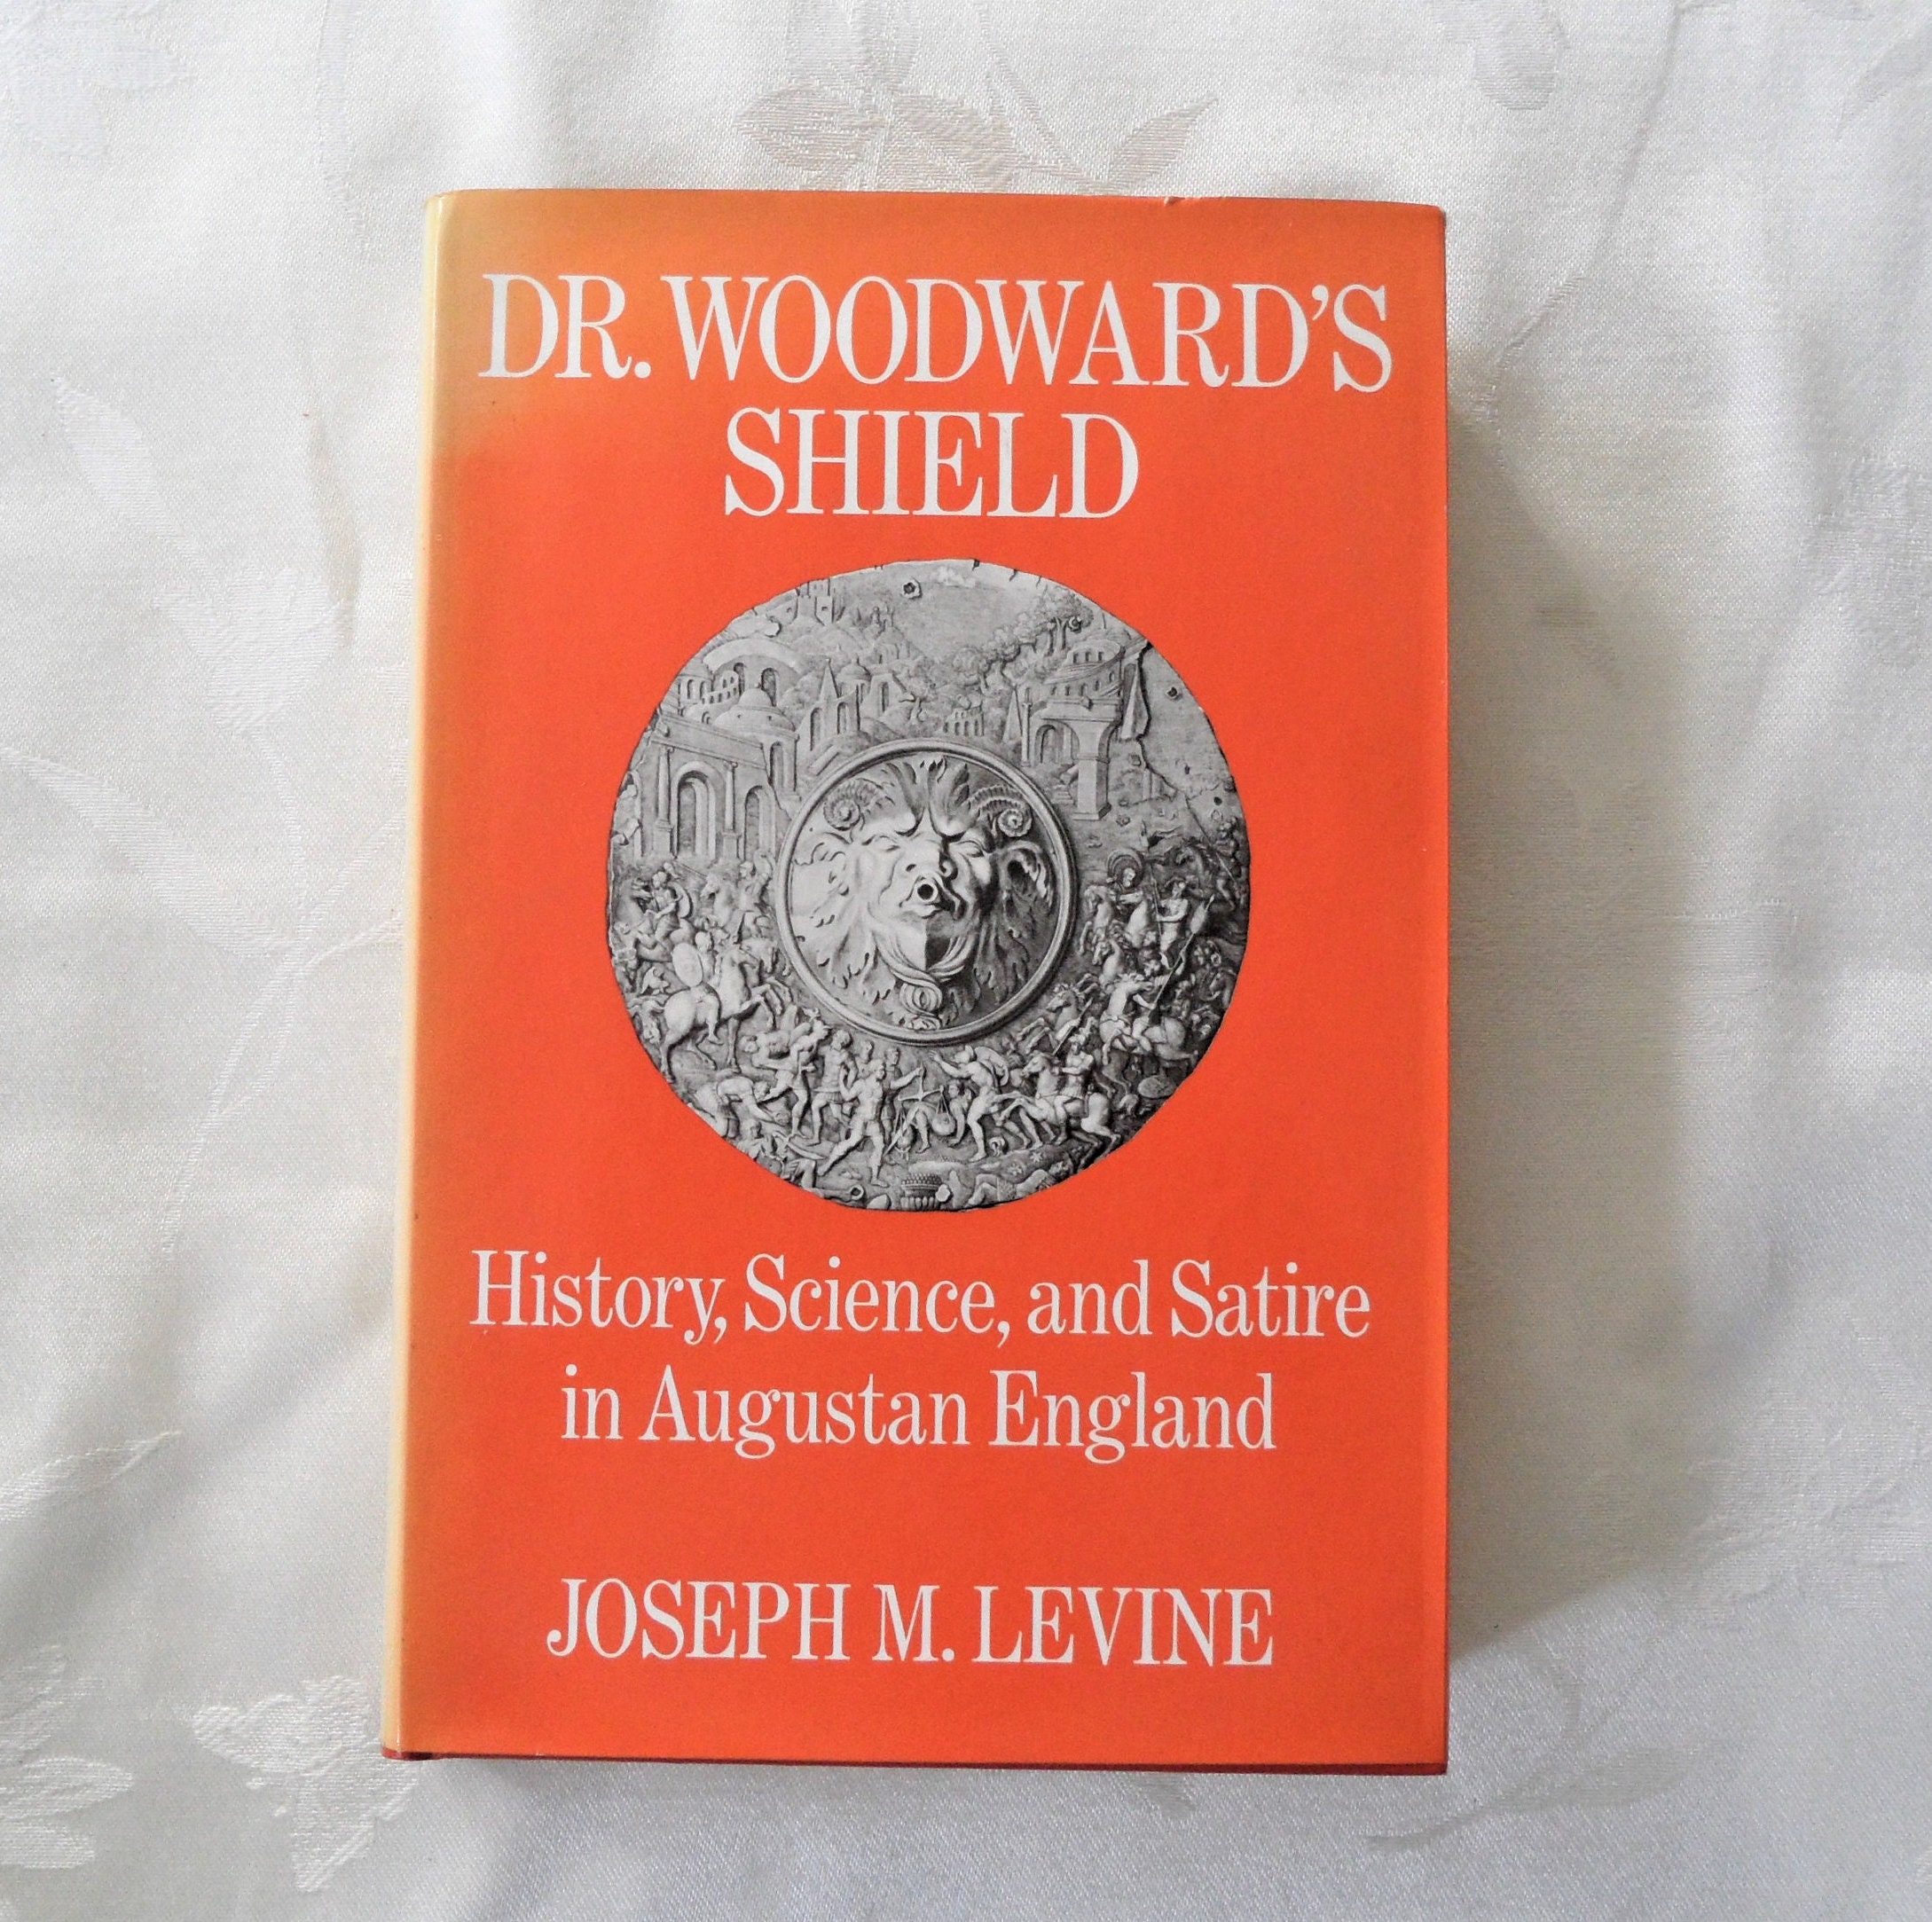 DR. WOODWARD'S
SHIELD
History, Science, and Satire
in Augustan England
JOSEPH M. LEVINE